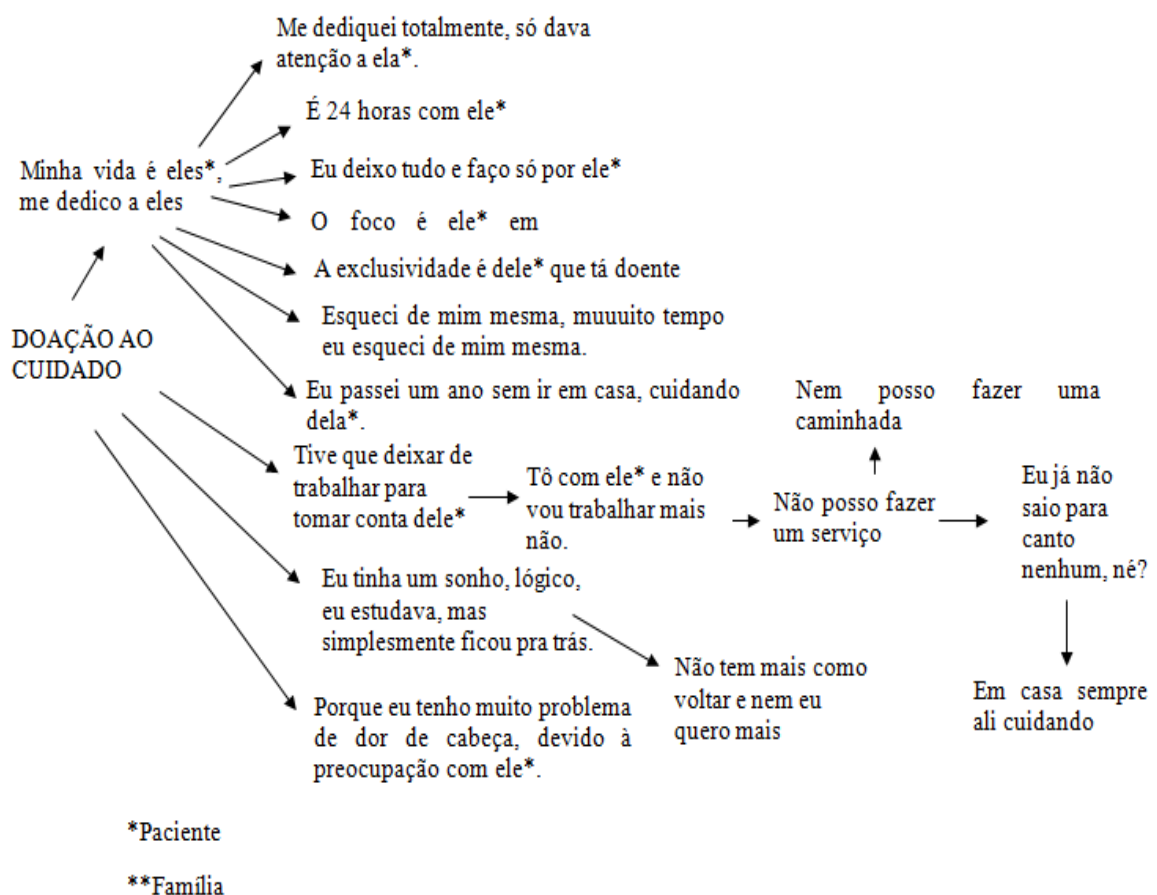 Me dediquei totalmente, só dava
atenção a ela*.
É 24 horas com ele*
Minha vida é eles*,
me dedico a eles
Eu deixo tudo e faço só por ele*
O foco é ele* em
A exclusividade é dele* que tá doente
Esqueci de mim mesma, muuuito tempo
eu esqueci de mim mesma.
DOAÇÃO AO
CUIDADO
Eu passei um ano sem ir em casa, cuidando
dela*.
Nem posso fazer uma
caminhada
Tive que deixar de
trabalhar para
tomar conta dele*
Tô com ele* e não
vou trabalhar mais
não.
Não posso fazer
um serviço
Eu já não
saio para
canto
nenhum, né?
Em casa sempre
ali cuidando
Eu tinha um sonho, lógico,
eu estudava, mas
simplesmente ficou pra trás.
Não tem mais como
voltar e nem eu
quero mais
Porque eu tenho muito problema
de dor de cabeça, devido à
preocupação com ele*.
*Paciente
**Família